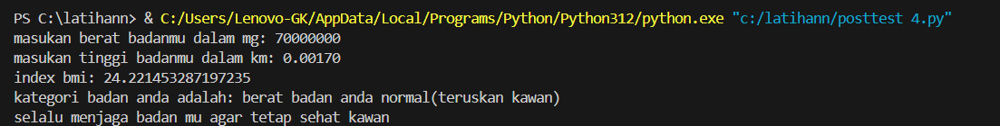 PS C:\latihann> & C:/Users/Lenovo-GK/AppData/Local/Programs/Python/Python312/python.exe "c:/latihann/posttest 4.py"
masukan berat badanmu dalam mg: 70000000
masukan tinggi badanmu dalam km: 0.00170
index bmi: 24.221453287197235
kategori badan anda adalah: berat badan anda normal(teruskan kawan)
selalu menjaga badan mu agar tetap sehat kawan